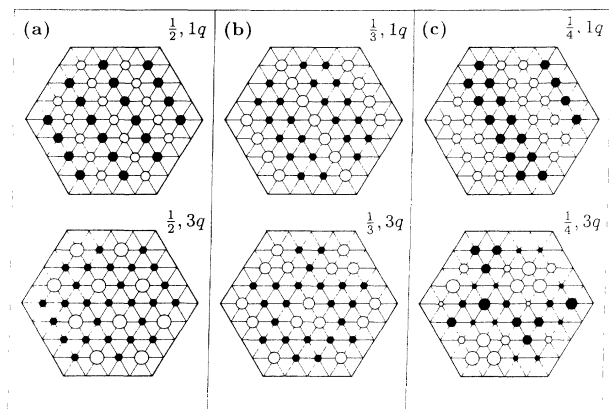 (a) 1/2, 1q
(b) 1/3, 1q
(c) 1/4, 1q
1/2, 3q
1/3, 3q
1/4, 3q